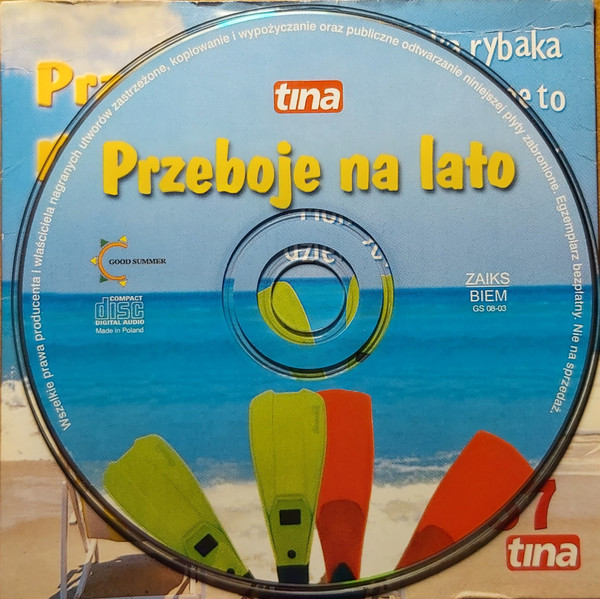 Wszelkie prawa producenta i właściciela nagranych utworów zastrzeżone, kopiowanie i wypożyczanie oraz publiczne odtwarzanie niniejszej płyty zabronione. Egzemplarz bezpłatny. Nie na sprzedaż.
rybaka
to
tina
Przeboje na lato
GOOD SUMMER
COMPACT
disc
DIGITAL AUDIO
Made in Poland
ZAIKS
BIEM
GS 08-03
7
tina